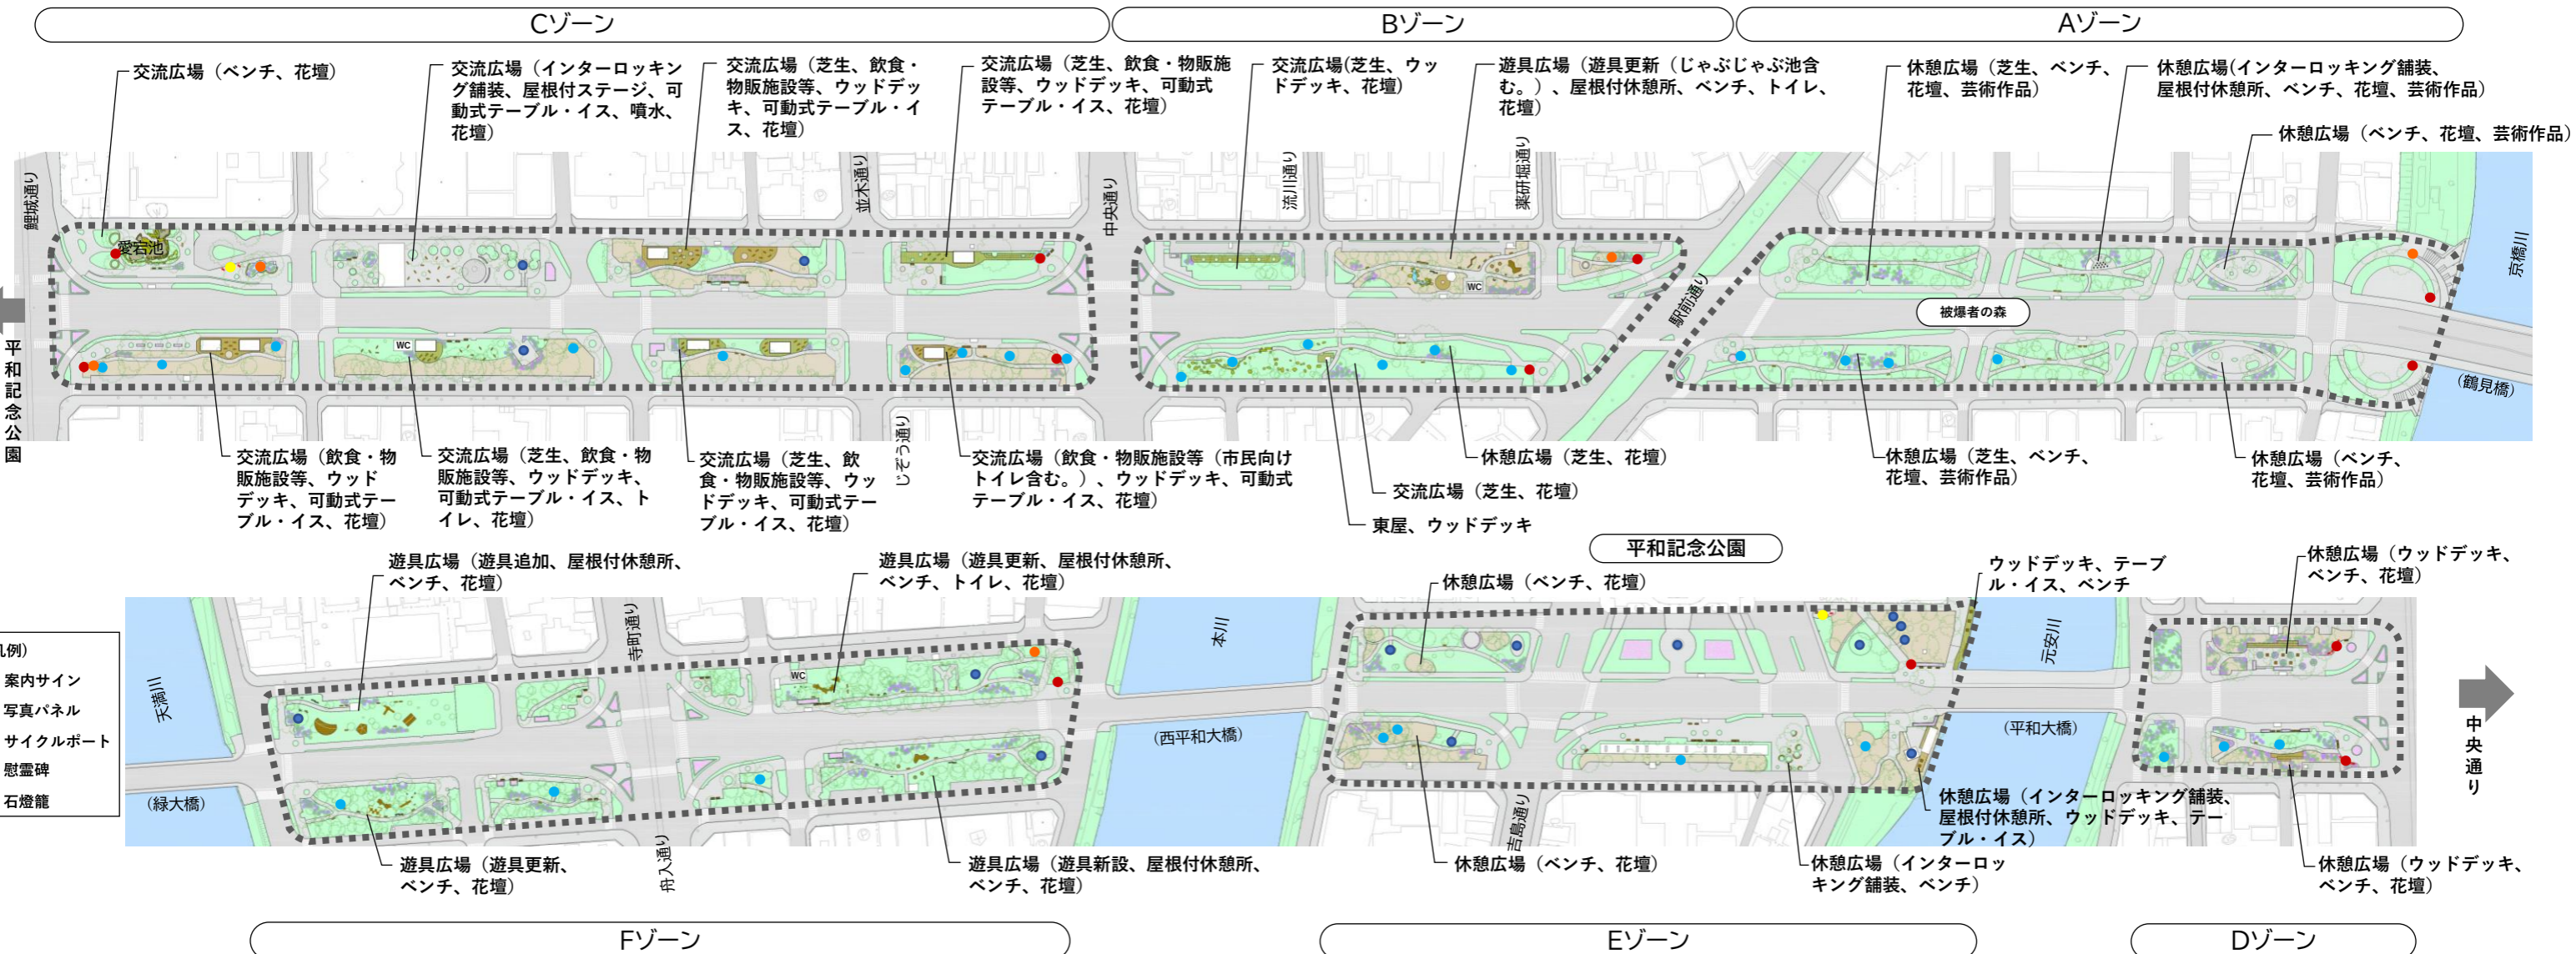 Cゾーン
Bゾーン
Aゾーン
交流広場（ベンチ、花壇）
交流広場（インターロッキン
グ舗装、屋根付ステージ、可
動式テーブル・イス、噴水、
花壇）
交流広場（芝生、飲食・
物販施設等、ウッドデッ
キ、可動式テーブル・イ
ス、花壇）
交流広場（芝生、飲食・物販施
設等、ウッドデッキ、可動式
テーブル・イス、花壇）
交流広場(芝生、ウッ
ドデッキ、花壇）
遊具広場（遊具更新（じゃぶじゃぶ池含
む。）、屋根付休憩所、ベンチ、トイレ、
花壇）
休憩広場（芝生、ベンチ、
花壇、芸術作品）
休憩広場(インターロッキング舗装、
屋根付休憩所、ベンチ、花壇、芸術作品）
休憩広場（ベンチ、花壇、芸術作品）
鯉城通り
並木通り
中央通り
流川通り
薬研堀通り
駅前通り
京橋川
愛宕池
WC
被爆者の森
WC
（鶴見橋）
平和記念公園
じぞう通り
交流広場（飲食・物
販施設等、ウッド
デッキ、可動式テー
ブル・イス、花壇）
交流広場（芝生、飲食・物
販施設等、ウッドデッキ、
可動式テーブル・イス、ト
イレ、花壇）
交流広場（芝生、飲
食・物販施設等、ウッ
ドデッキ、可動式テー
ブル・イス、花壇）
交流広場（飲食・物販施設等（市民向け
トイレ含む。）、ウッドデッキ、可動式
テーブル・イス、花壇）
休憩広場（芝生、花壇）
交流広場（芝生、花壇）
東屋、ウッドデッキ
休憩広場（芝生、ベンチ、
花壇、芸術作品）
休憩広場（ベンチ、
花壇、芸術作品）
遊具広場（遊具追加、屋根付休憩所、
ベンチ、花壇）
遊具広場（遊具更新、屋根付休憩所、
ベンチ、トイレ、花壇）
平和記念公園
休憩広場（ベンチ、花壇）
ウッドデッキ、テーブ
ル・イス、ベンチ
休憩広場（ウッドデッキ、
ベンチ、花壇）
例）
案内サイン
写真パネル
サイクルポート
慰霊碑
石燈籠
天満川
寺町通り
本川
元安川
WC
（緑大橋）
（西平和大橋）
（平和大橋）
中央通り
舟入通り
吉島通り
遊具広場（遊具更新、
ベンチ、花壇）
遊具広場（遊具新設、屋根付休憩所、
ベンチ、花壇）
休憩広場（ベンチ、花壇）
休憩広場（インターロッ
キング舗装、ベンチ）
休憩広場（インターロッキング舗装、
屋根付休憩所、ウッドデッキ、テー
ブル・イス）
休憩広場（ウッドデッキ、
ベンチ、花壇）
Fゾーン
Eゾーン
Dゾーン